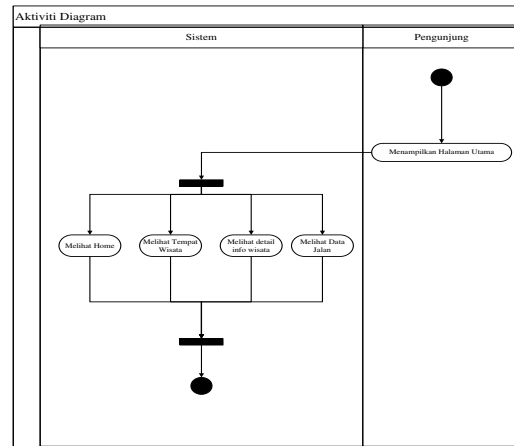 Aktiviti Diagram
Sistem
Pengunjung
Menampilkan Halaman Utama
Melihat Home
Melihat Tempat
Wisata
Melihat detail
info wisata
Melihat Data
Jalan